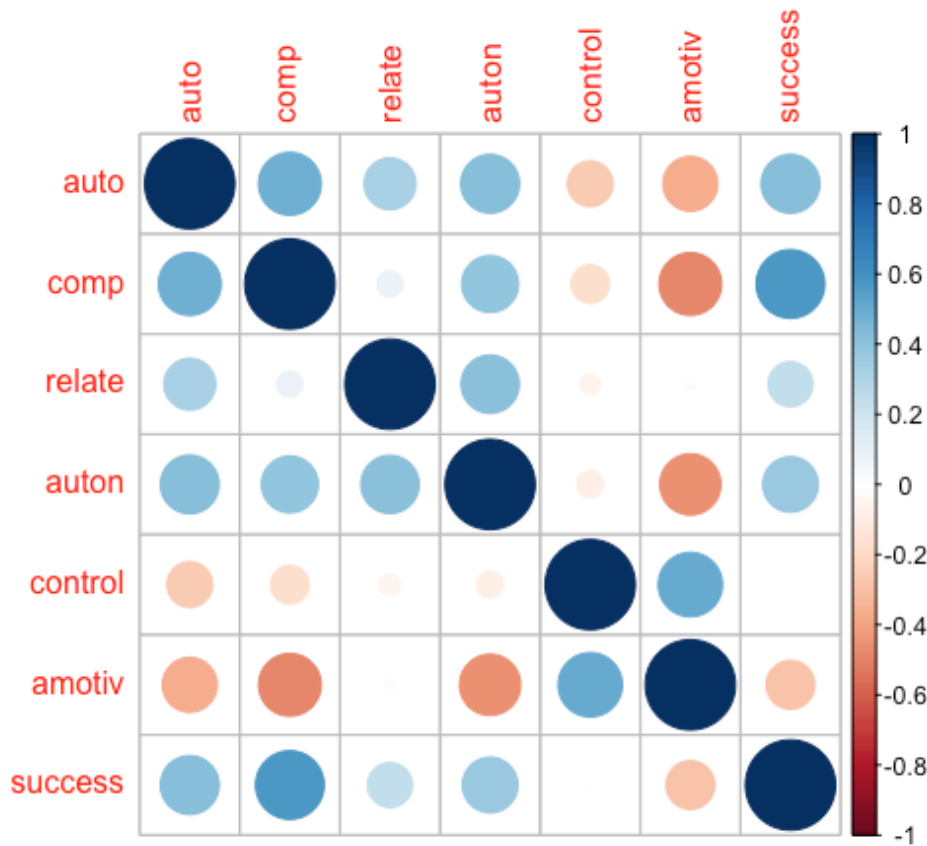 auto
comp
relate
auton
control
amotiv
success
auto
comp
relate
auton
control
amotiv
success
1
0.8
0.6
0.4
0.2
0
-0.2
-0.4
-0.6
-0.8
-1